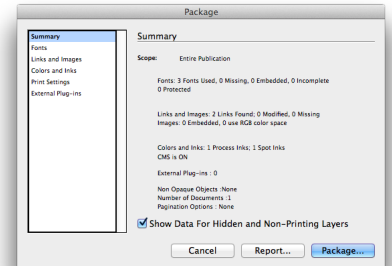 Package
Summary
Fonts
Links and Images
Colors and Inks
Print Settings
External Plug-ins
Summary
Scope: Entire Publication
Fonts: 3 Fonts Used, 0 Missing, 0 Embedded, 0 Incomplete
0 Protected
Links and Images: 2 Links Found; 0 Modified, 0 Missing
Images: 0 Embedded, 0 use RGB color space
Colors and Inks: 1 Process Inks; 1 Spot Inks
CMS is ON
External Plug-ins : 0
Non Opaque Objects :None
Number of Documents :1
Pagination Options : None
Show Data For Hidden and Non-Printing Layers
Cancel Report... Package...